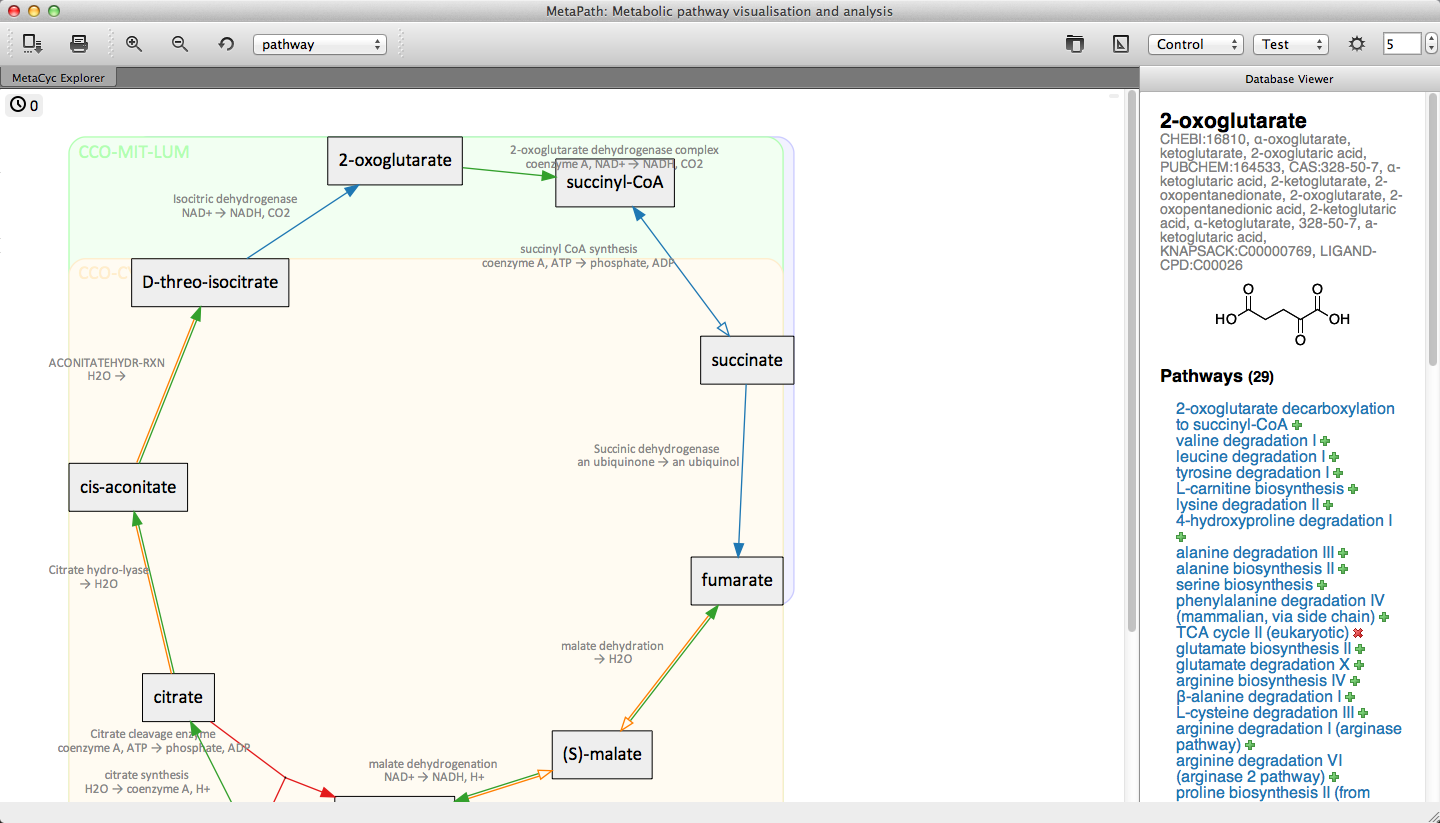 MetaPath: Metabolic pathway visualisation and analysis
pathway
Control
Test
5
MetaCyc Explorer
Database Viewer
0
CCO-MIT-LUM
2-oxoglutarate
2-oxoglutarate dehydrogenase complex
coenzyme A, NAD+ → NADH, CO2
succinyl-CoA
Isocitric dehydrogenase
NAD+ → NADH, CO2
succinyl CoA synthesis
coenzyme A, ATP → phosphate, ADP
D-threo-isocitrate
ACONITATEHYDR-RXN
H2O →
succinate
Succinic dehydrogenase
an ubiquinone → an ubiquinol
cis-aconitate
Citrate hydro-lyase
→ H2O
fumarate
malate dehydration
→ H2O
citrate
Citrate cleavage enzyme
coenzyme A, ATP → phosphate, ADP
citrate synthesis
H2O → coenzyme A, H+
malate dehydrogenation
NAD+ → NADH, H+
(S)-malate
2-oxoglutarate
CHEBI:16810, α-oxoglutarate,
ketoglutarate, 2-oxoglutaric acid,
PUBCHEM:164533, CAS:328-50-7, α-
ketoglutaric acid, 2-ketoglutarate, 2-
oxopentanedionate, 2-oxoglutarate, 2-
oxopentanedionic acid, 2-ketoglutaric
acid, α-ketoglutarate, 328-50-7, a-
ketoglutaric acid,
KNAPSACK:C00000769, LIGAND-
CPD:C00026
O O
HO OH
O
Pathways (29)
2-oxoglutarate decarboxylation
to succinyl-CoA
valine degradation I
leucine degradation I
tyrosine degradation I
L-carnitine biosynthesis
lysine degradation II
4-hydroxyproline degradation I
alanine degradation III
alanine biosynthesis II
serine biosynthesis
phenylalanine degradation IV
(mammalian, via side chain)
TCA cycle II (eukaryotic)
glutamate biosynthesis II
glutamate degradation X
arginine biosynthesis IV
β-alanine degradation I
L-cysteine degradation III
arginine degradation I (arginase
pathway)
arginine degradation VI
(arginase 2 pathway)
proline biosynthesis II (from